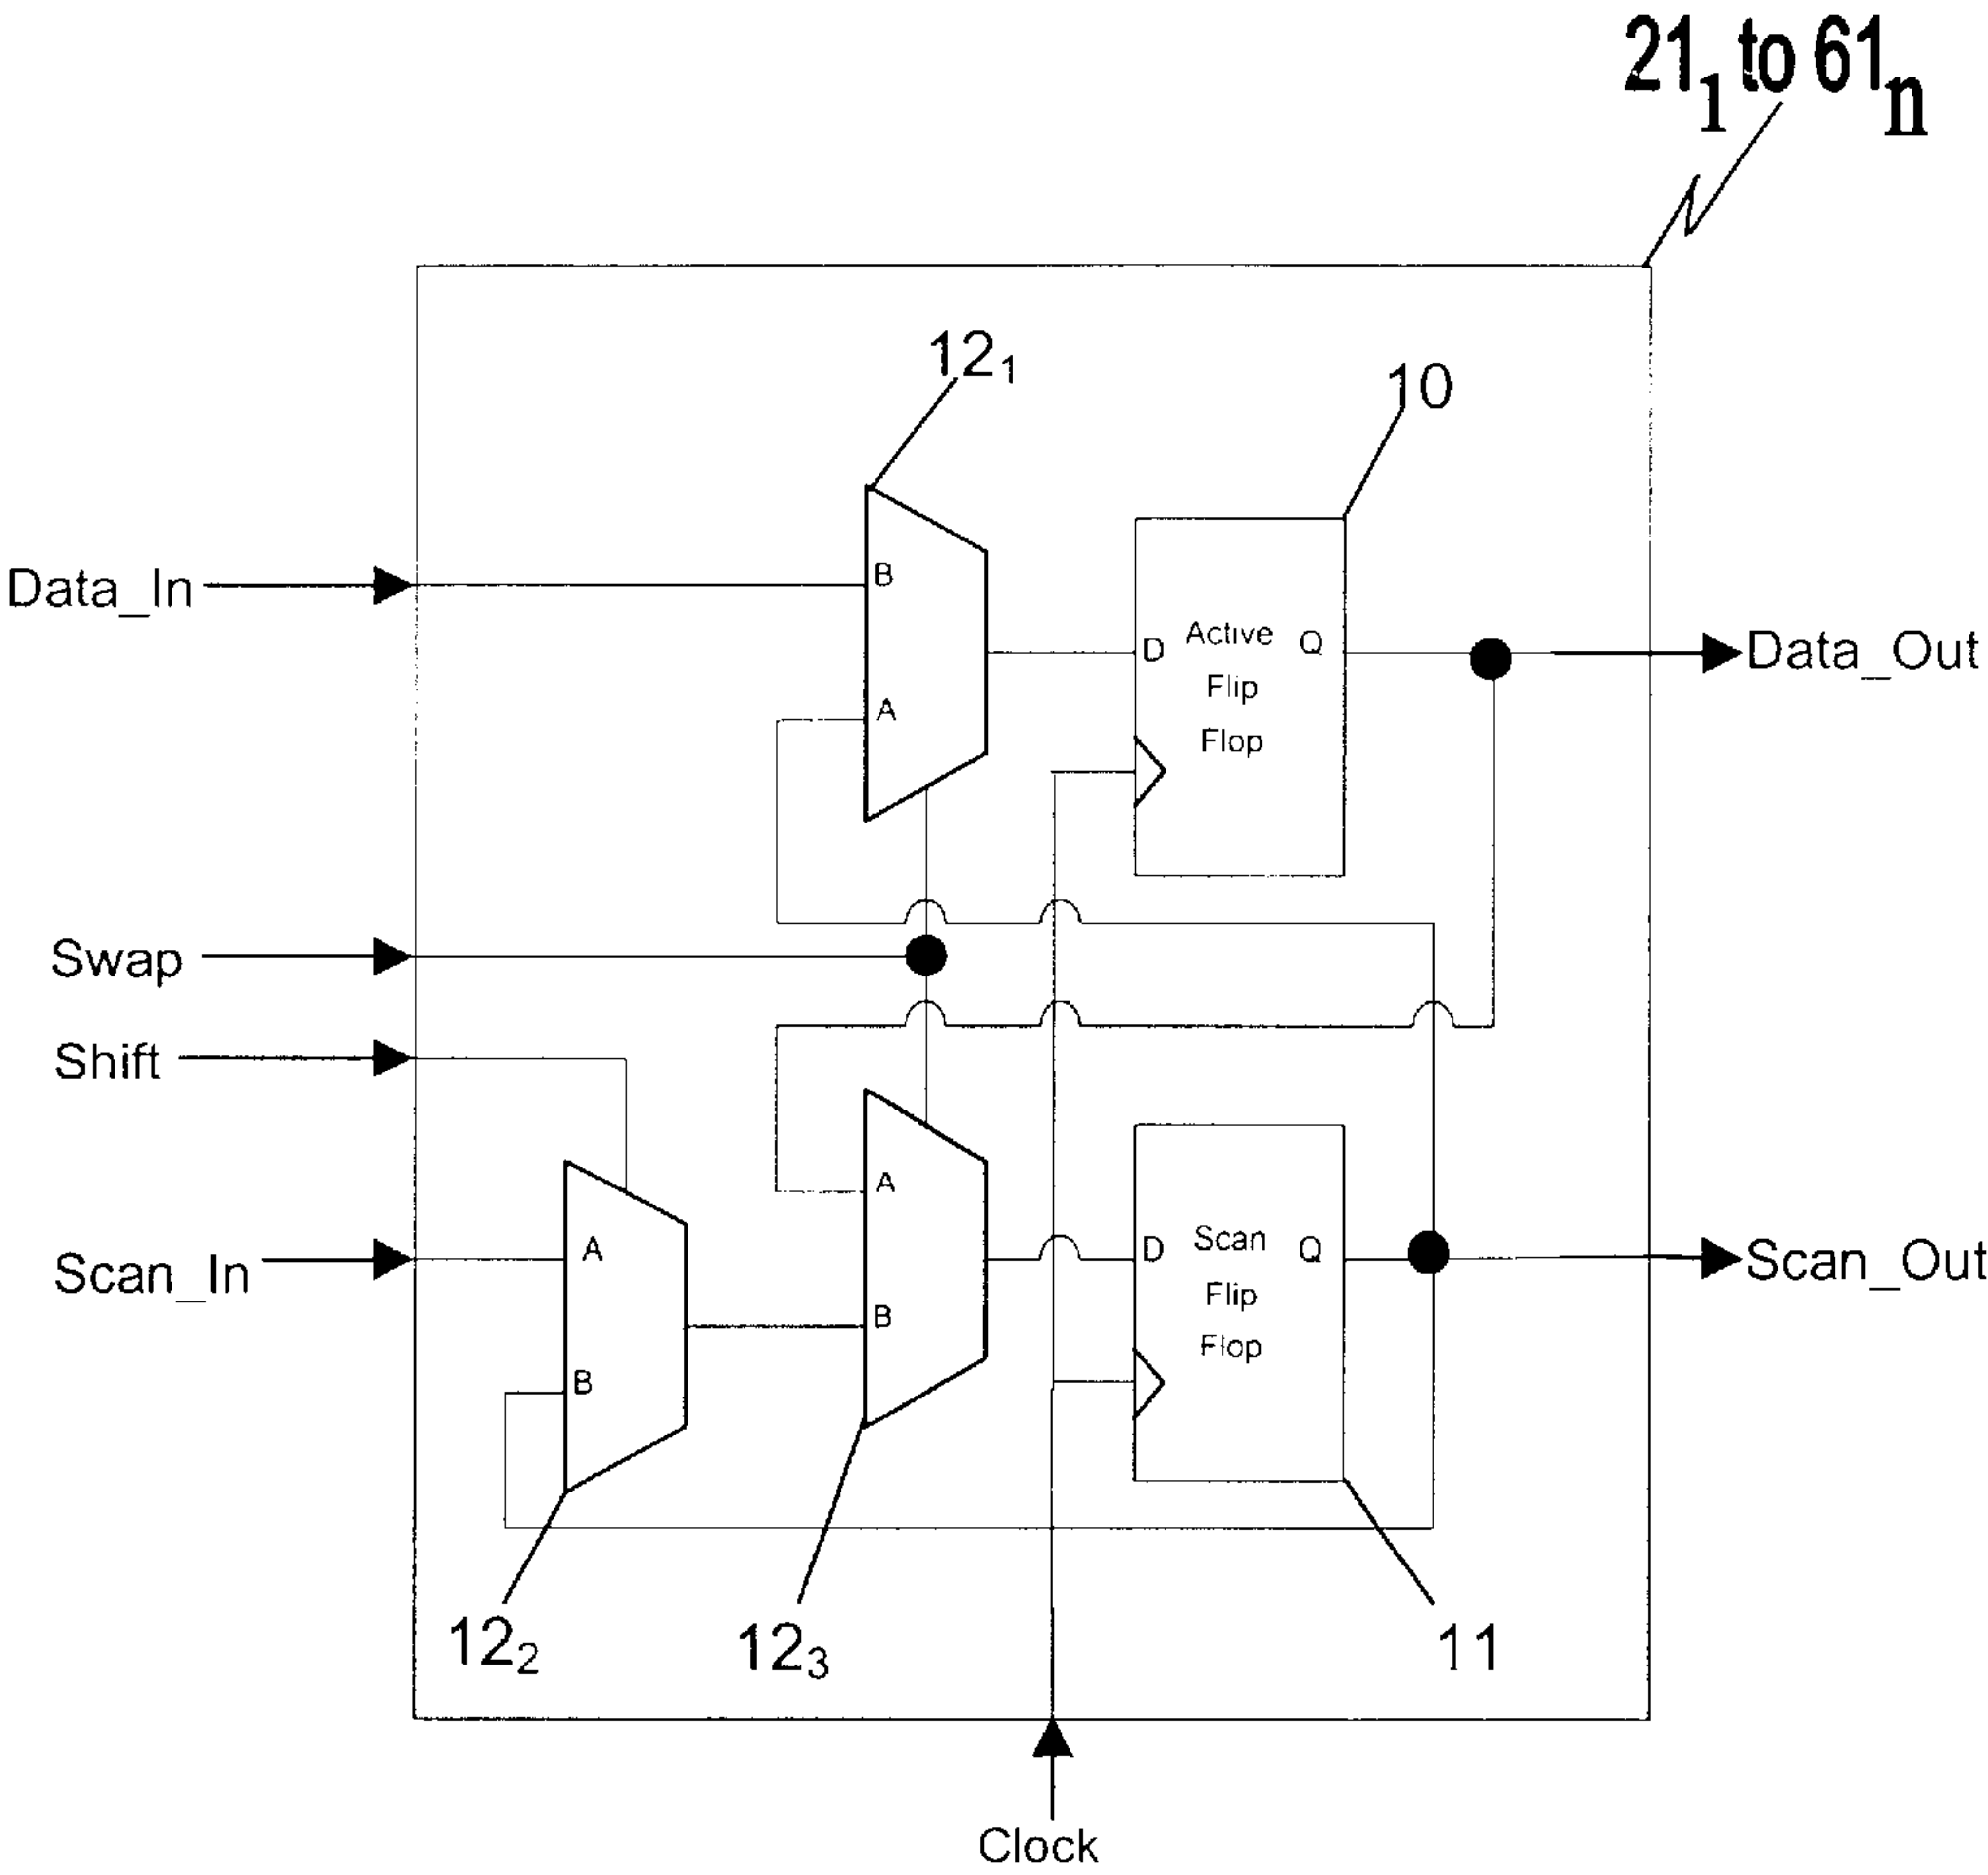 21₁ to 61ₙ
12₁
10
Data_In
B
A
D
Active
Flip
Flop
Q
Data_Out
Swap
Shift
Scan_In
A
B
A
B
D
Scan
Flip
Flop
Q
Scan_Out
12₂
12₃
11
Clock